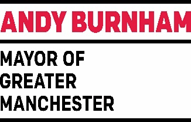 ANDY BURNHAM
MAYOR OF
GREATER
MANCHESTER